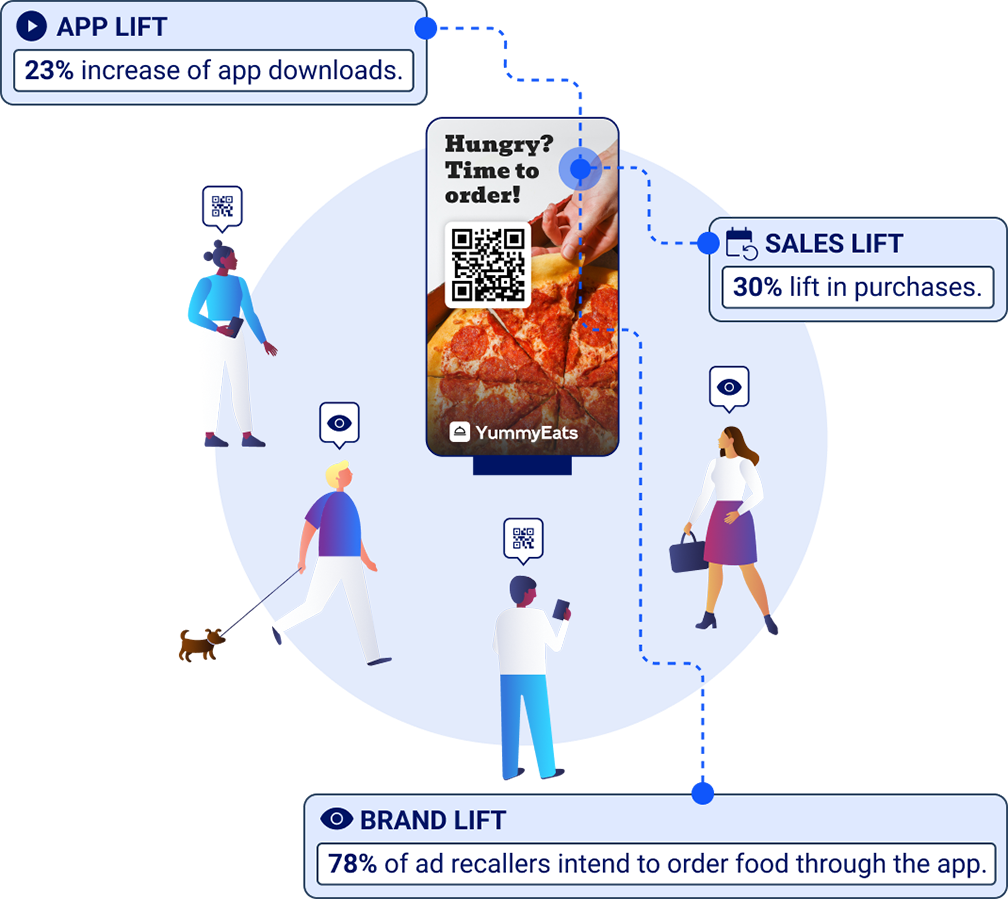 APP LIFT
23% increase of app downloads.
Hungry?
Time to
order!
SALES LIFT
30% lift in purchases.
YummyEats
BRAND LIFT
78% of ad recallers intend to order food through the app.